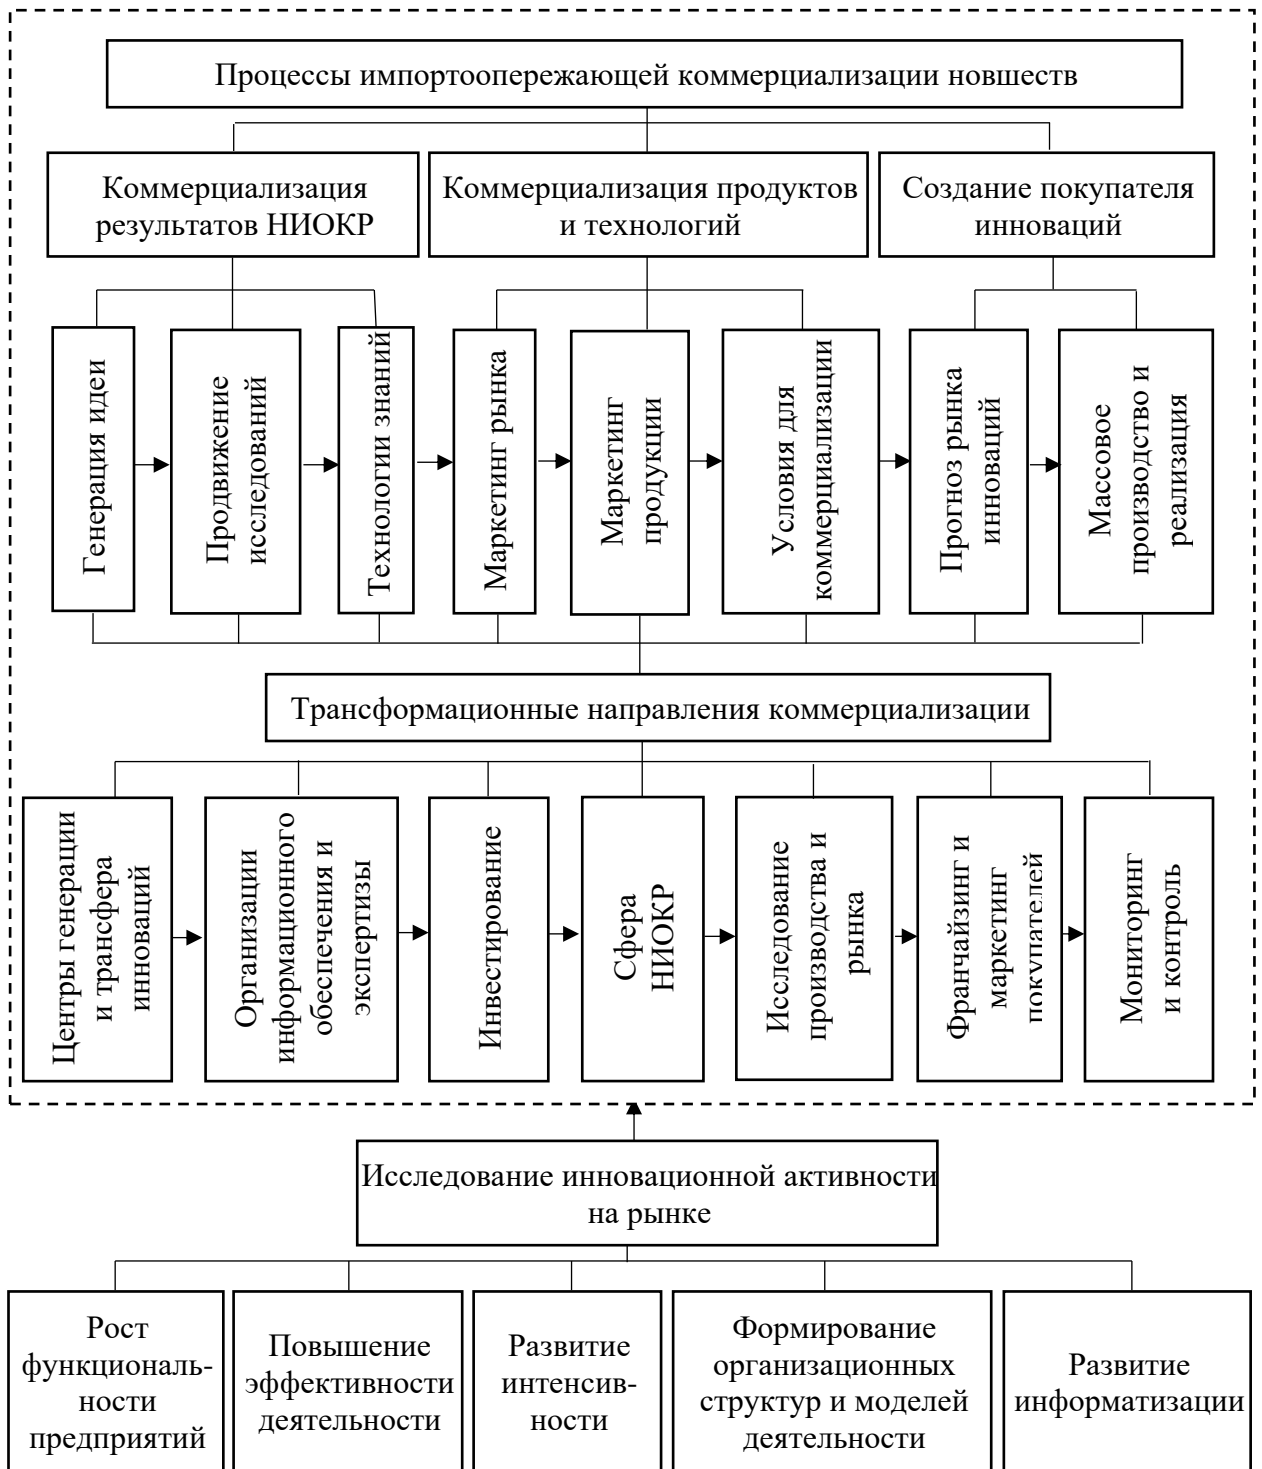 Процессы импортоопережающей коммерциализации новшеств
Коммерциализация
результатов НИОКР
Коммерциализация продуктов
и технологий
Создание покупателя
инноваций
Генерация идеи
Продвижение
исследований
Технологии знаний
Маркетинг рынка
Маркетинг
продукции
Условия для
коммерциализации
Прогноз рынка
инноваций
Массовое
производство и
реализация
Трансформационные направления коммерциализации
Центры генерации
и трансфера
инноваций
Организации
информационного
обеспечения и
экспертизы
Инвестирование
Сфера
НИОКР
Исследование
производства и
рынка
Франчайзинг и
маркетинг
покупателей
Мониторинг
и контроль
Исследование инновационной активности
на рынке
Рост
функциональ-
ности
предприятий
Повышение
эффективности
деятельности
Развитие
интенсив-
ности
Формирование
организационных
структур и моделей
деятельности
Развитие
информатизации